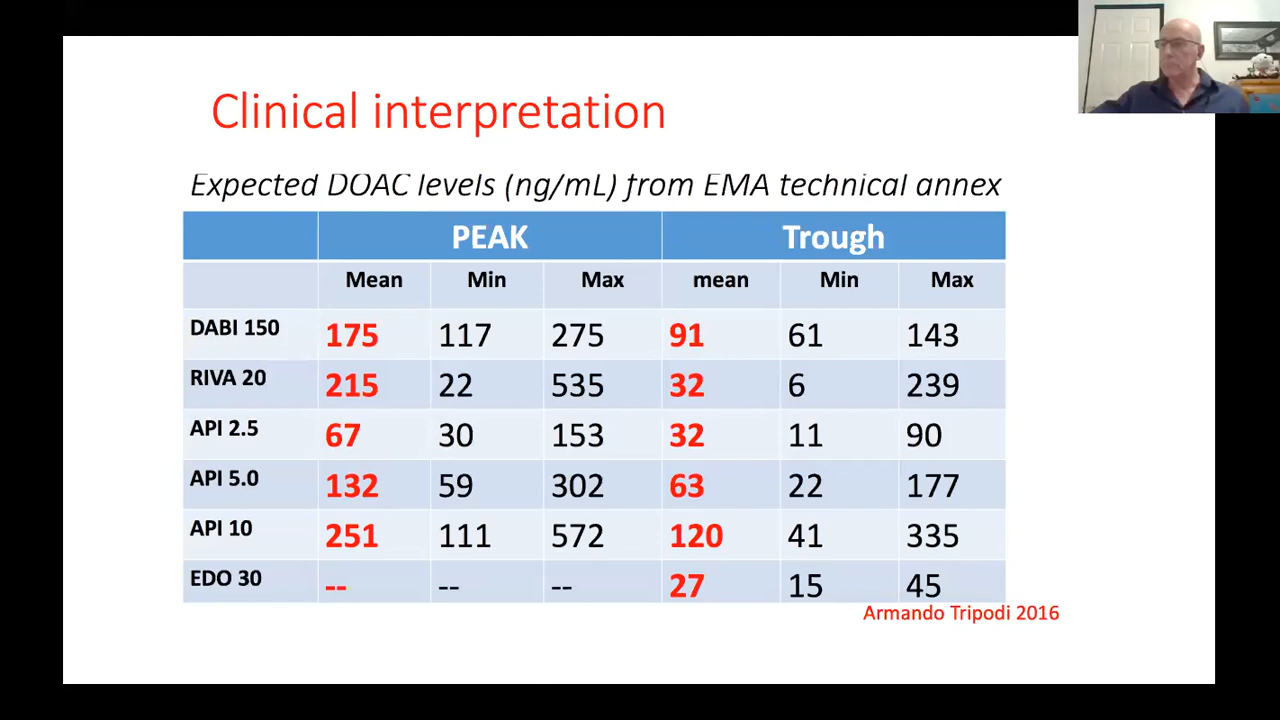 Clinical interpretation
Expected DOAC levels (ng/mL) from EMA technical annex
PEAK Trough
Mean Min Max mean Min Max
DABI 150 175 117 275 91 61 143
RIVA 20 215 22 535 32 6 239
API 2.5 67 30 153 32 11 90
API 5.0 132 59 302 63 22 177
API 10 251 111 572 120 41 335
EDO 30 -- -- -- 27 15 45
Armando Tripodi 2016